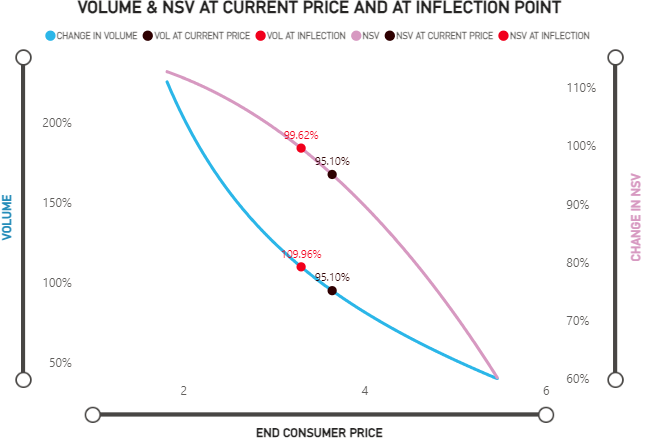 VOLUME & NSV AT CURRENT PRICE AND AT INFLECTION POINT
CHANGE IN VOLUME VOL AT CURRENT PRICE VOL AT INFLECTION NSV NSV AT CURRENT PRICE NSV AT INFLECTION
110%
200%
99.62%
100%
95.10%
150%
90%
VOLUME
CHANGE IN NSV
109.96%
80%
100%
95.10%
70%
50%
60%
2 4 6
END CONSUMER PRICE